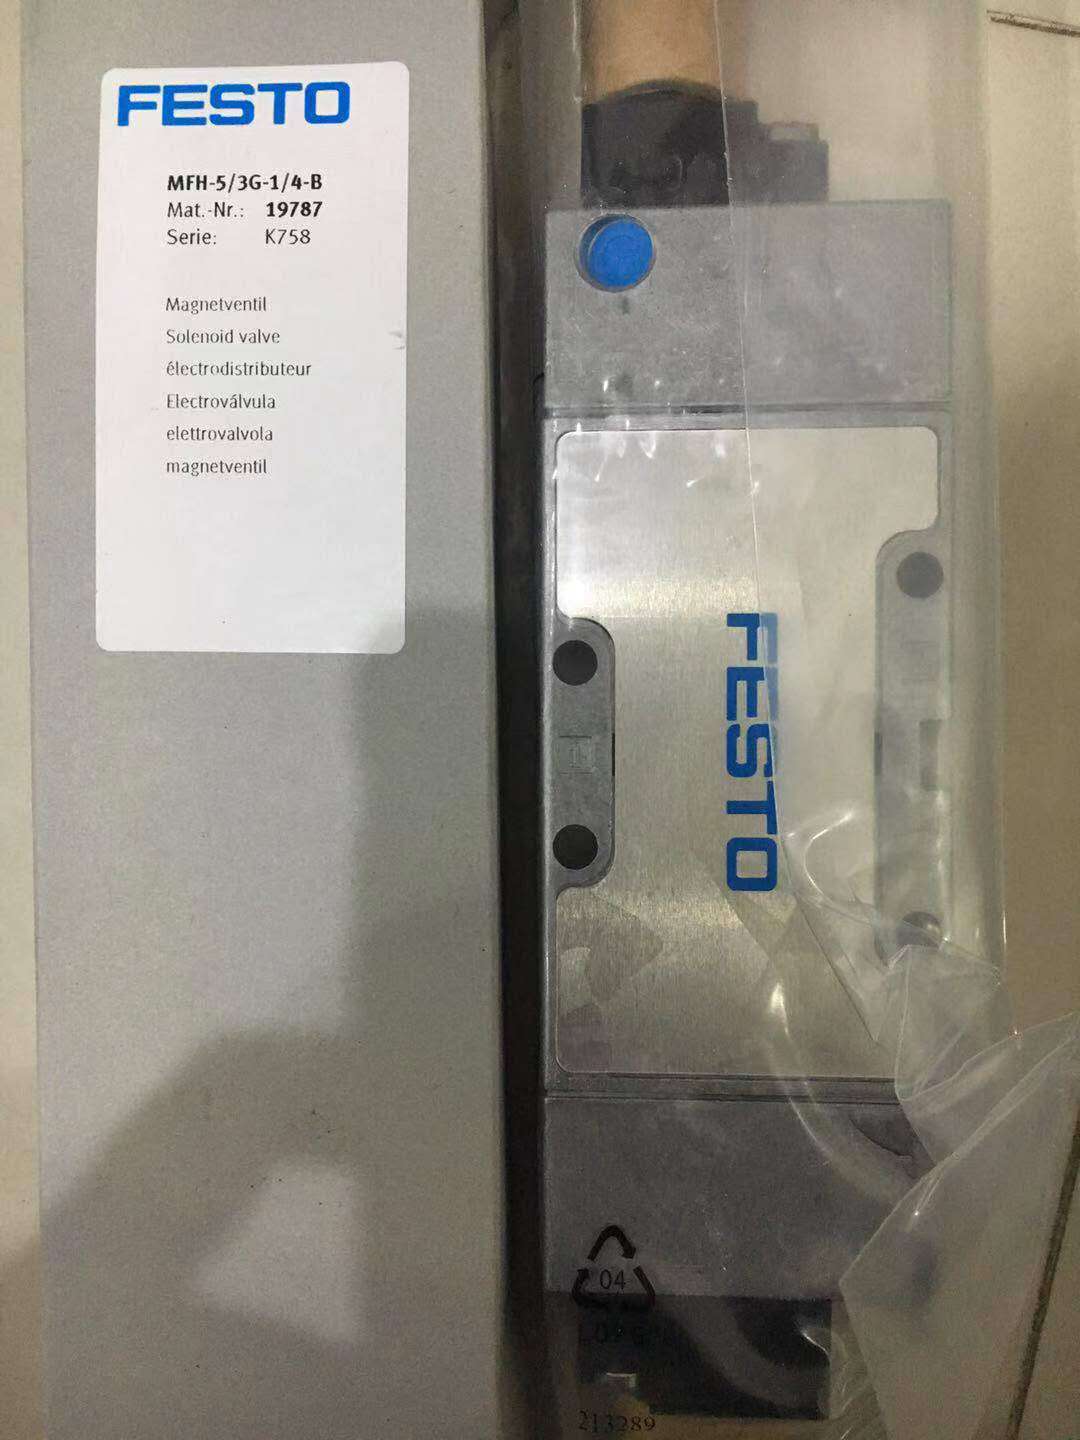 FESTO
MFH-5/3G-1/4-B
Mat.-Nr.: 19787
Serie: K758
Magnetventil
Solenoid valve
électrodistributeur
Electroválvula
elettrovalvola
magnetventil
FESTO
04
213289